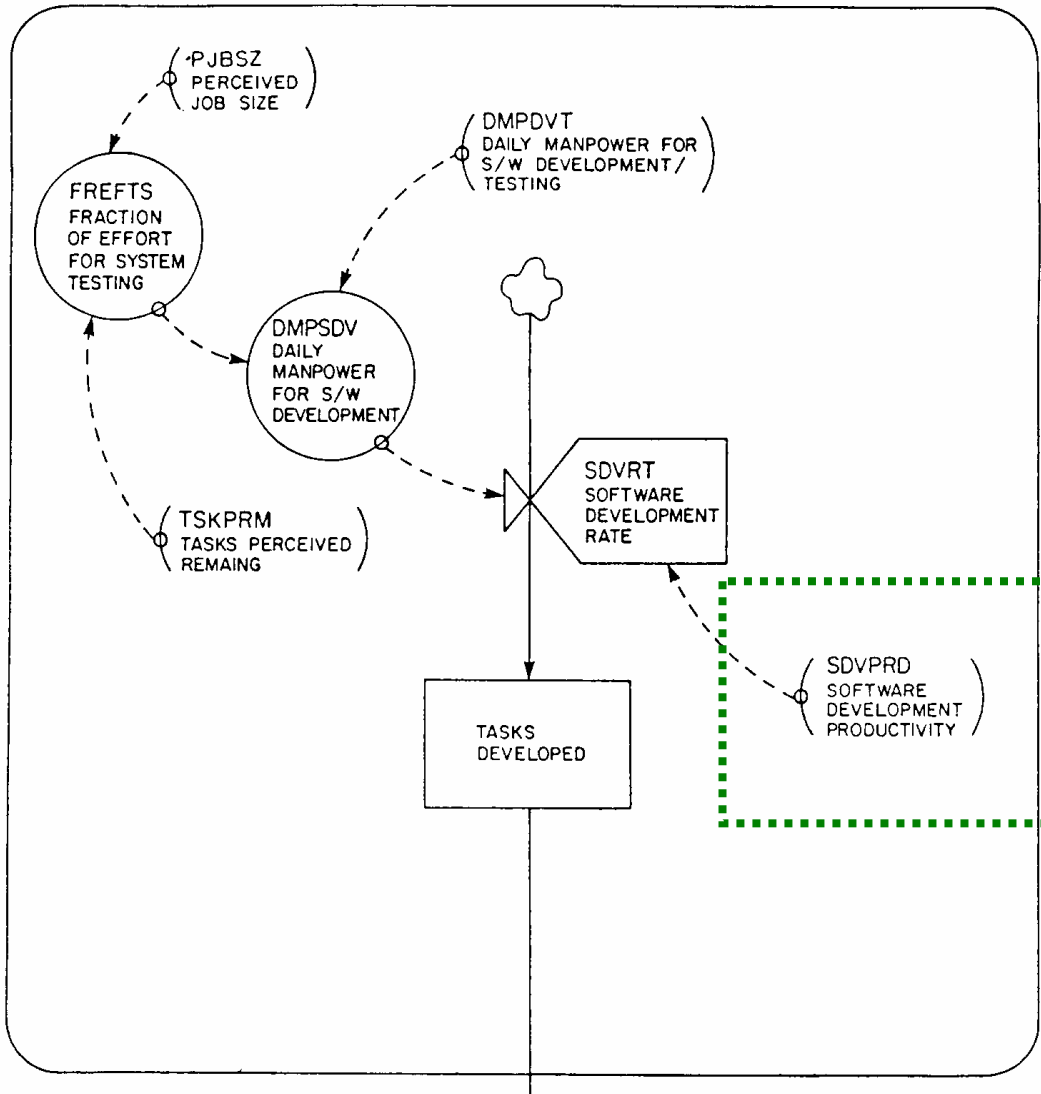 PJBSZ
PERCEIVED
JOB SIZE
DMPDVT
DAILY MANPOWER FOR
S/W DEVELOPMENT/
TESTING
FREFTS
FRACTION
OF EFFORT
FOR SYSTEM
TESTING
DMPSDV
DAILY
MANPOWER
FOR S/W
DEVELOPMENT
SDVRT
SOFTWARE
DEVELOPMENT
RATE
TSKPRM
TASKS PERCEIVED
REMAING
SDVPRD
SOFTWARE
DEVELOPMENT
PRODUCTIVITY
TASKS
DEVELOPED